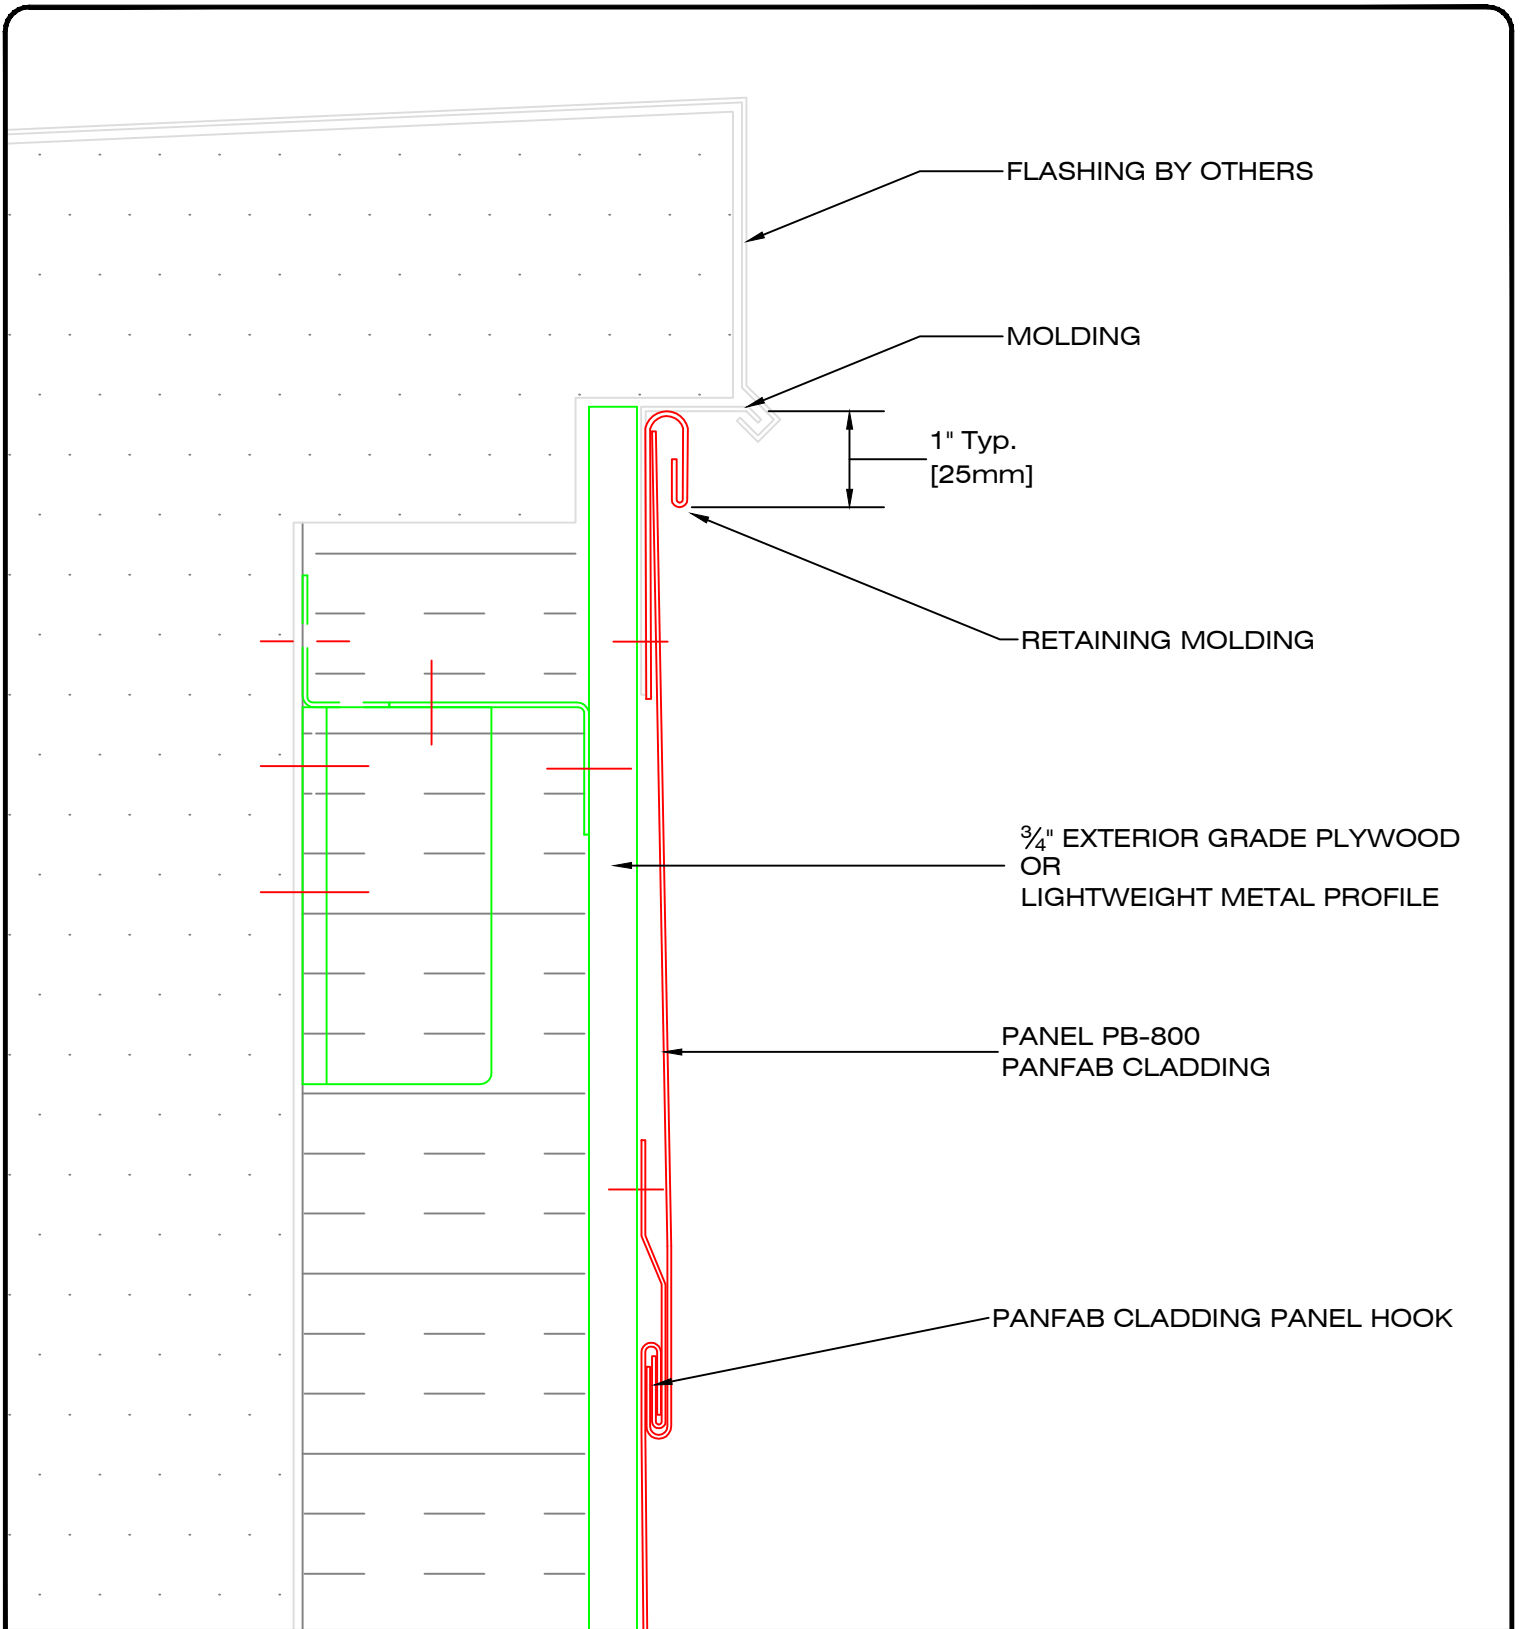 FLASHING BY OTHERS
MOLDING
1" Typ.
[25mm]
RETAINING MOLDING
¾" EXTERIOR GRADE PLYWOOD
OR
LIGHTWEIGHT METAL PROFILE
PANEL PB-800
PANFAB CLADDING
PANFAB CLADDING PANEL HOOK